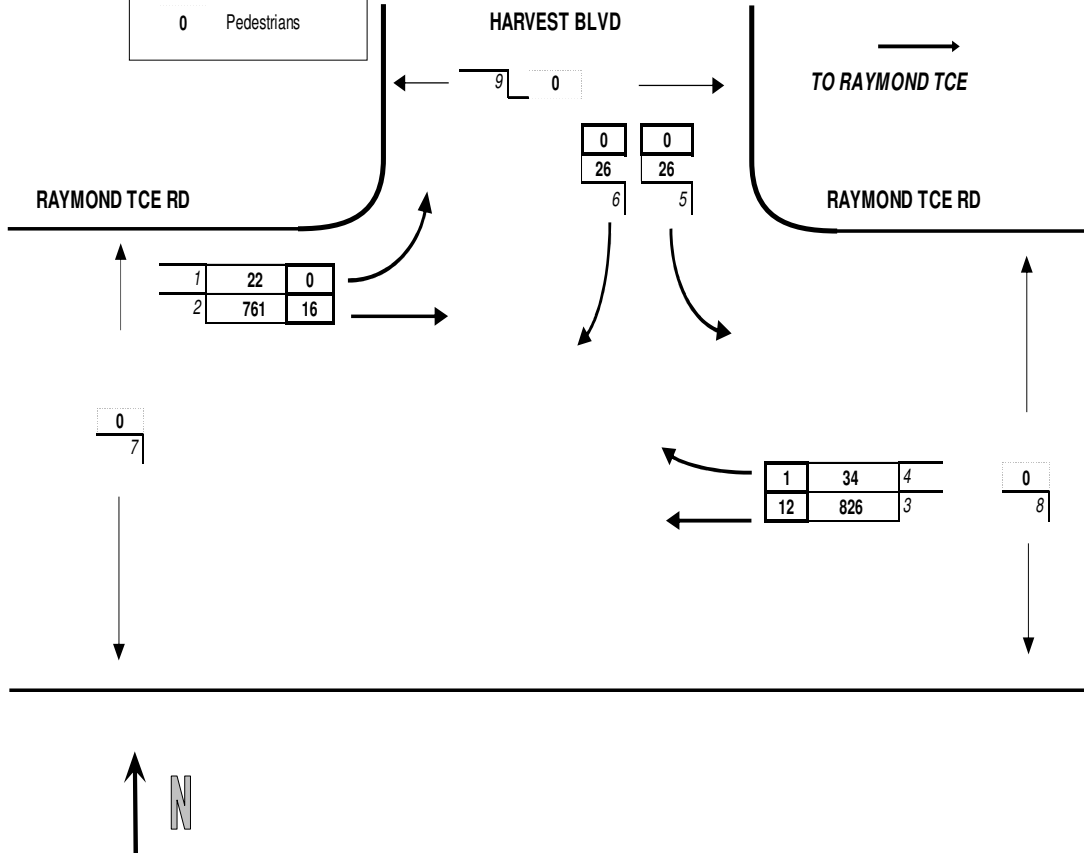 0 Pedestrians
HARVEST BLVD
9 0
TO RAYMOND TCE
0 0
26 26
6 5
RAYMOND TCE RD
RAYMOND TCE RD
1 22 0
2 761 16
0
7
1 34 4
12 826 3
0
8
N